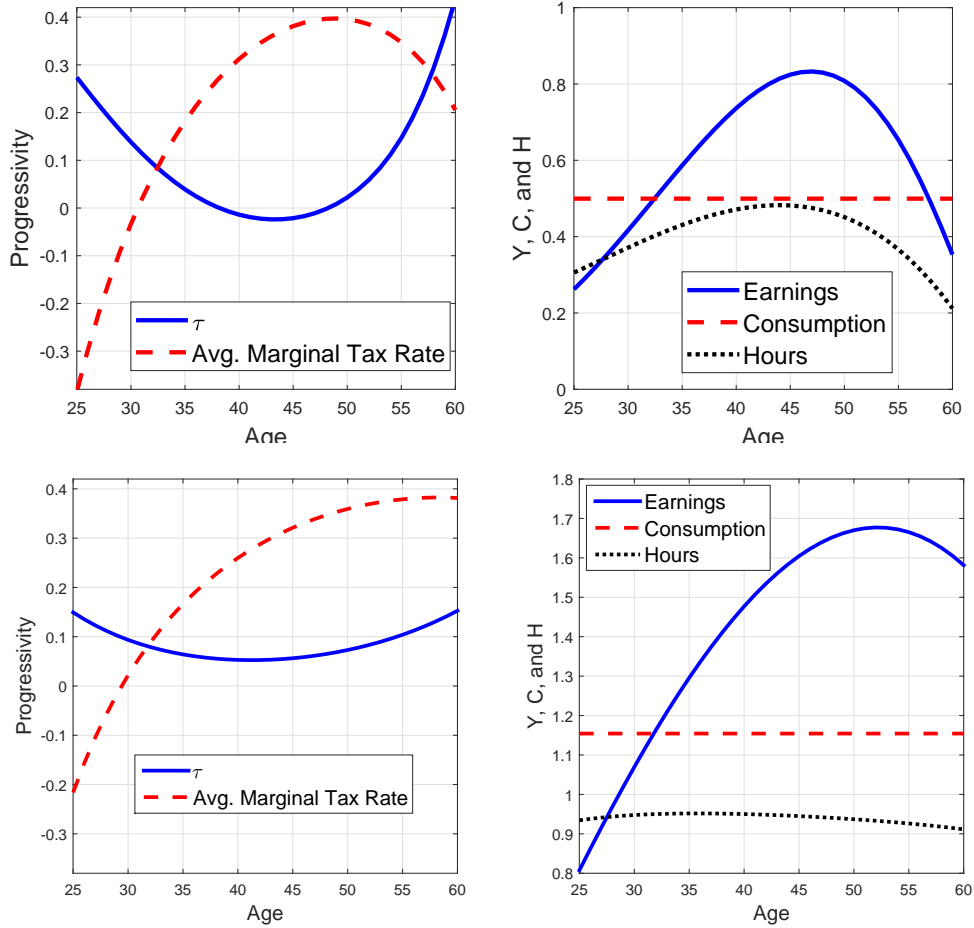 0.4
0.3
0.2
0.1
0
-0.1
-0.2
-0.3
Progressivity
25 30 35 40 45 50 55 60
Age
τ
Avg. Marginal Tax Rate
1
0.8
0.6
0.4
0.2
0
Y, C, and H
25 30 35 40 45 50 55 60
Age
Earnings
Consumption
Hours
0.4
0.3
0.2
0.1
0
-0.1
-0.2
-0.3
Progressivity
25 30 35 40 45 50 55 60
Age
τ
Avg. Marginal Tax Rate
1.8
1.7
1.6
1.5
1.4
1.3
1.2
1.1
1
0.9
0.8
Y, C, and H
25 30 35 40 45 50 55 60
Age
Earnings
Consumption
Hours